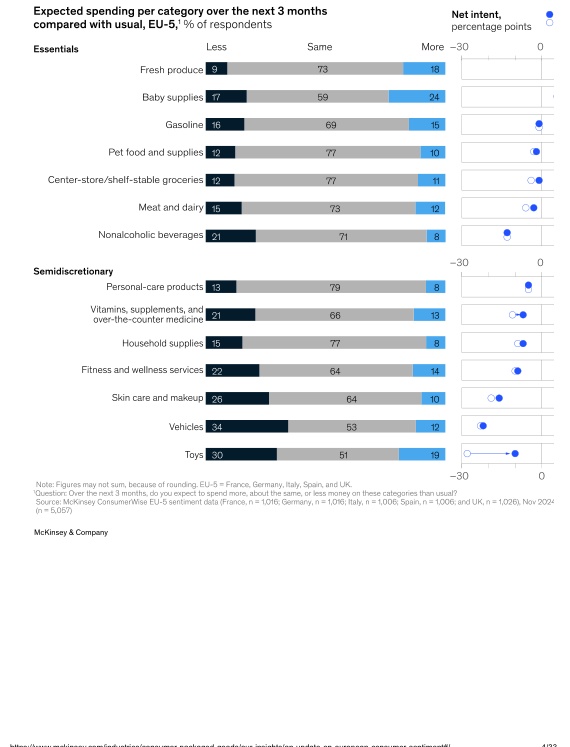 Expected spending per category over the next 3 months
compared with usual, EU-5,¹ % of respondents
Net intent,
percentage points
Essentials
Less Same More
−30 0
Fresh produce 9 73 18
Baby supplies 17 59 24
Gasoline 16 69 15
Pet food and supplies 12 77 10
Center-store/shelf-stable groceries 12 77 11
Meat and dairy 15 73 12
Nonalcoholic beverages 21 71 8
−30 0
Semidiscretionary
Personal-care products 13 79 8
Vitamins, supplements, and
over-the-counter medicine 21 66 13
Household supplies 15 77 8
Fitness and wellness services 22 64 14
Skin care and makeup 26 64 10
Vehicles 34 53 12
Toys 30 51 19
−30 0
Note: Figures may not sum, because of rounding. EU-5 = France, Germany, Italy, Spain, and UK.
¹Question: Over the next 3 months, do you expect to spend more, about the same, or less money on these categories than usual?
Source: McKinsey ConsumerWise EU-5 sentiment data (France, n = 1,016; Germany, n = 1,016; Italy, n = 1,006; Spain, n = 1,006; and UK, n = 1,026), Nov 2024
(n = 5,057)
McKinsey & Company